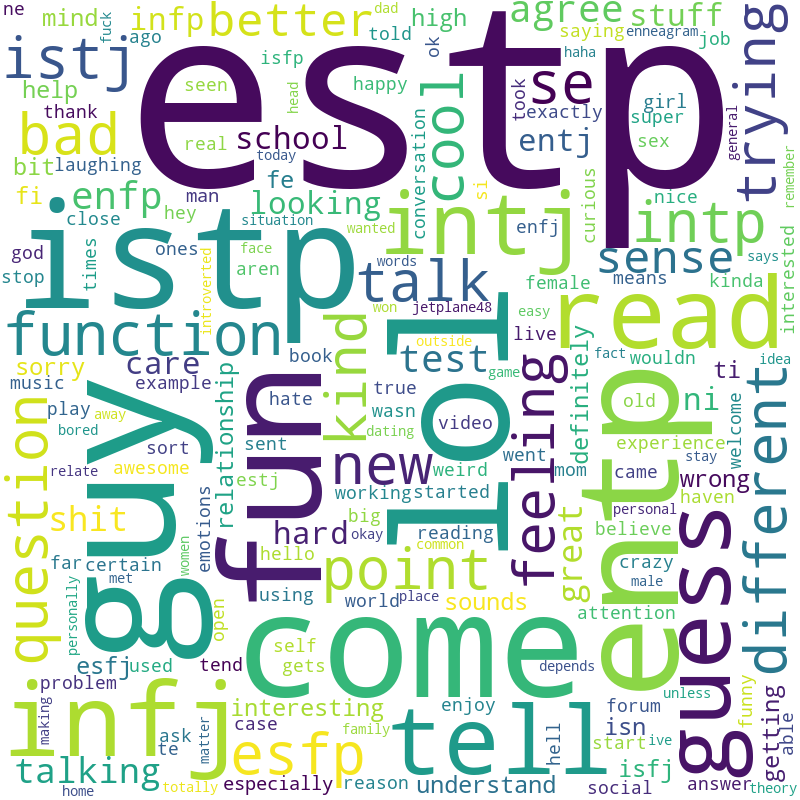 ne
fuck
dad
mind
infp
better
high
agree
stuff
ago
told
ok
saying
enneagram
job
haha
istj
estp
isfp
help
seen
happy
head
took
se
girl
trying
thank
real
exactly
super
bad
school
entj
sex
general
bit
laughing
today
fe
cool
conversation
si
nice
remember
fi
enfp
man
looking
intj
curious
intp
close
hey
situation
wanted
enfj
god
times
ones
face
aren
words
sense
says
stop
introverted
istp
talk
female
means
kinda
interested
jetplane48
won
easy
function
read
live
outside
lol
book
kind
test
definitely
fact
wouldn
idea
sorry
care
game
music
example
relationship
hate
true
feeling
ti
different
play
away
fun
wasn
dating
video
old
ni
welcome
bored
guy
sort
sent
went
mom
entp
experience
question
relate
awesome
estj
new
weird
came
stay
working
started
wrong
shit
emotions
big
hard
okay
reading
great
personal
haven
believe
far
certain
women
hello
common
crazy
guess
met
point
male
personally
open
using
world
place
sounds
attention
come
self
esfj
used
tend
gets
depends
problem
unless
infj
making
interesting
enjoy
forum
funny
getting
able
case
family
tell
hell
isn
ask
te
matter
esfp
start
ive
talking
especially
reason
understand
isfj
social
answer
home
totally
theory